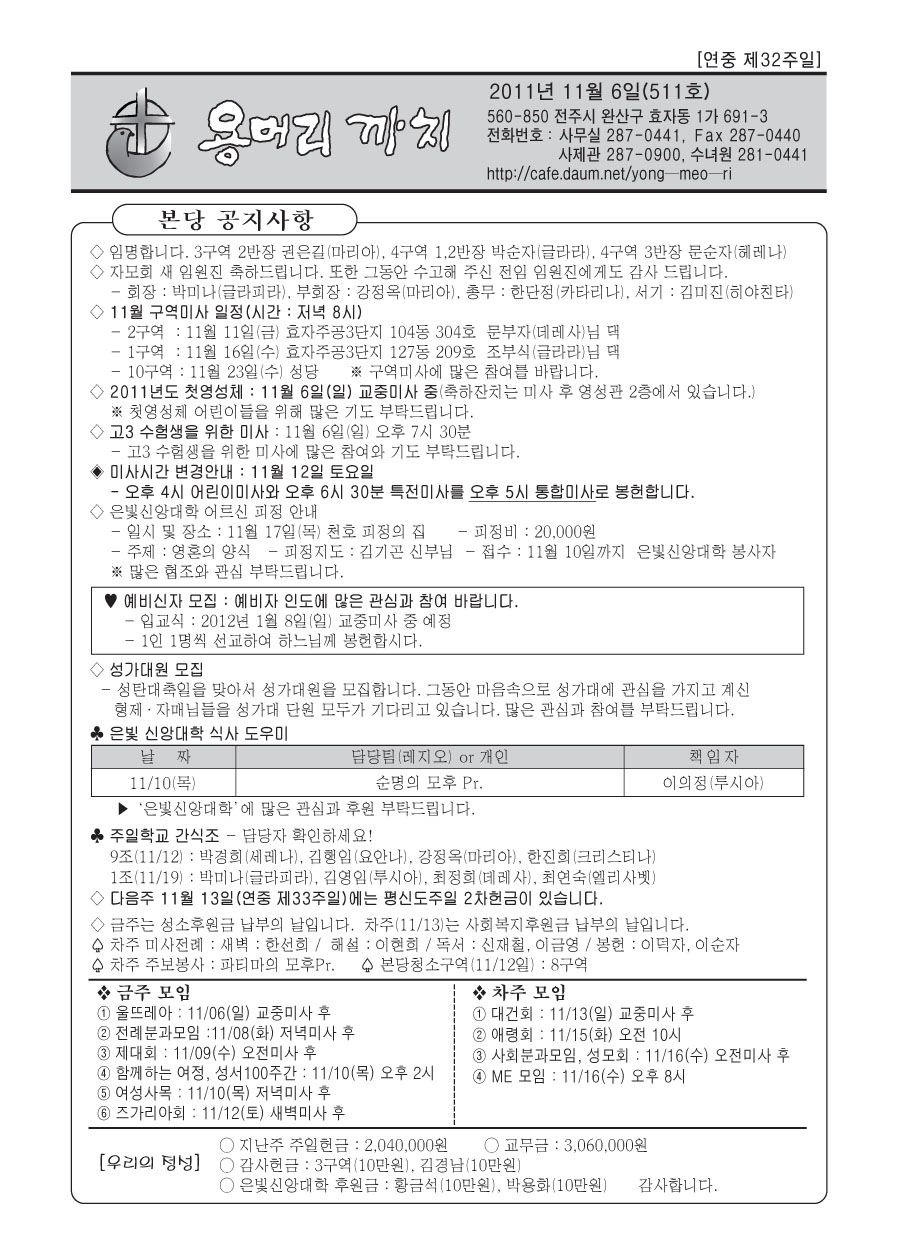 [연중 제32주일]
용머리 까치
2011년 11월 6일(511호)
560-850 전주시 완산구 효자동 1가 691-3
전화번호 : 사무실 287-0441, Fax 287-0440
사제관 287-0900, 수녀원 281-0441
http://cafe.daum.net/yong—meo—ri
본당 공지사항
◇ 임명합니다. 3구역 2반장 권은길(마리아), 4구역 1,2반장 박순자(글라라), 4구역 3반장 문순자(헤레나)
◇ 자모회 새 임원진 축하드립니다. 또한 그동안 수고해 주신 전임 임원진에게도 감사 드립니다.
- 회장 : 박미나(글라피라), 부회장 : 강정옥(마리아), 총무 : 한단정(카타리나), 서기 : 김미진(히야친타)
◇ 11월 구역미사 일정(시간 : 저녁 8시)
- 2구역 : 11월 11일(금) 효자주공3단지 104동 304호 문부자(데레사)님 댁
- 1구역 : 11월 16일(수) 효자주공3단지 127동 209호 조부식(글라라)님 댁
- 10구역 : 11월 23일(수) 성당 ※ 구역미사에 많은 참여를 바랍니다.
◇ 2011년도 첫영성체 : 11월 6일(일) 교중미사 중(축하잔치는 미사 후 영성관 2층에서 있습니다.)
※ 첫영성체 어린이들을 위해 많은 기도 부탁드립니다.
◇ 고3 수험생을 위한 미사 : 11월 6일(일) 오후 7시 30분
- 고3 수험생을 위한 미사에 많은 참여와 기도 부탁드립니다.
◈ 미사시간 변경안내 : 11월 12일 토요일
- 오후 4시 어린이미사와 오후 6시 30분 특전미사를 오후 5시 통합미사로 봉헌합니다.
◇ 은빛신앙대학 어르신 피정 안내
- 일시 및 장소 : 11월 17일(목) 천호 피정의 집 - 피정비 : 20,000원
- 주제 : 영혼의 양식 - 피정지도 : 김기곤 신부님 - 접수 : 11월 10일까지 은빛신앙대학 봉사자
※ 많은 협조와 관심 부탁드립니다.
♥ 예비신자 모집 : 예비자 인도에 많은 관심과 참여 바랍니다.
- 입교식 : 2012년 1월 8일(일) 교중미사 중 예정
- 1인 1명씩 선교하여 하느님께 봉헌합시다.
◇ 성가대원 모집
- 성탄대축일을 맞아서 성가대원을 모집합니다. 그동안 마음속으로 성가대에 관심을 가지고 계신
형제·자매님들을 성가대 단원 모두가 기다리고 있습니다. 많은 관심과 참여를 부탁드립니다.
♣ 은빛 신앙대학 식사 도우미
날 짜 담당팀(레지오) or 개인 책임자
11/10(목) 순명의 모후 Pr. 이의정(루시아)
▶ '은빛신앙대학'에 많은 관심과 후원 부탁드립니다.
♣ 주일학교 간식조 - 담당자 확인하세요!
9조(11/12) : 박경희(세레나), 김행임(요안나), 강정옥(마리아), 한진희(크리스티나)
1조(11/19) : 박미나(글라피라), 김영임(루시아), 최정희(데레사), 최연숙(엘리사벳)
◇ 다음주 11월 13일(연중 제33주일)에는 평신도주일 2차헌금이 있습니다.
◇ 금주는 성소후원금 납부의 날입니다. 차주(11/13)는 사회복지후원금 납부의 날입니다.
♤ 차주 미사전례 : 새벽 : 한선희 / 해설 : 이현희 / 독서 : 신재철, 이금영 / 봉헌 : 이덕자, 이순자
♤ 차주 주보봉사 : 파티마의 모후Pr. ♤ 본당청소구역(11/12일) : 8구역
❖ 금주 모임
① 울뜨레아 : 11/06(일) 교중미사 후
② 전례분과모임 :11/08(화) 저녁미사 후
③ 제대회 : 11/09(수) 오전미사 후
④ 함께하는 여정, 성서100주간 : 11/10(목) 오후 2시
⑤ 여성사목 : 11/10(목) 저녁미사 후
⑥ 즈가리아회 : 11/12(토) 새벽미사 후
❖ 차주 모임
① 대건회 : 11/13(일) 교중미사 후
② 애령회 : 11/15(화) 오전 10시
③ 사회분과모임, 성모회 : 11/16(수) 오전미사 후
④ ME 모임 : 11/16(수) 오후 8시
[우리의 정성]
○ 지난주 주일헌금 : 2,040,000원 ○ 교무금 : 3,060,000원
○ 감사헌금 : 3구역(10만원), 김경남(10만원)
○ 은빛신앙대학 후원금 : 황금석(10만원), 박용화(10만원) 감사합니다.